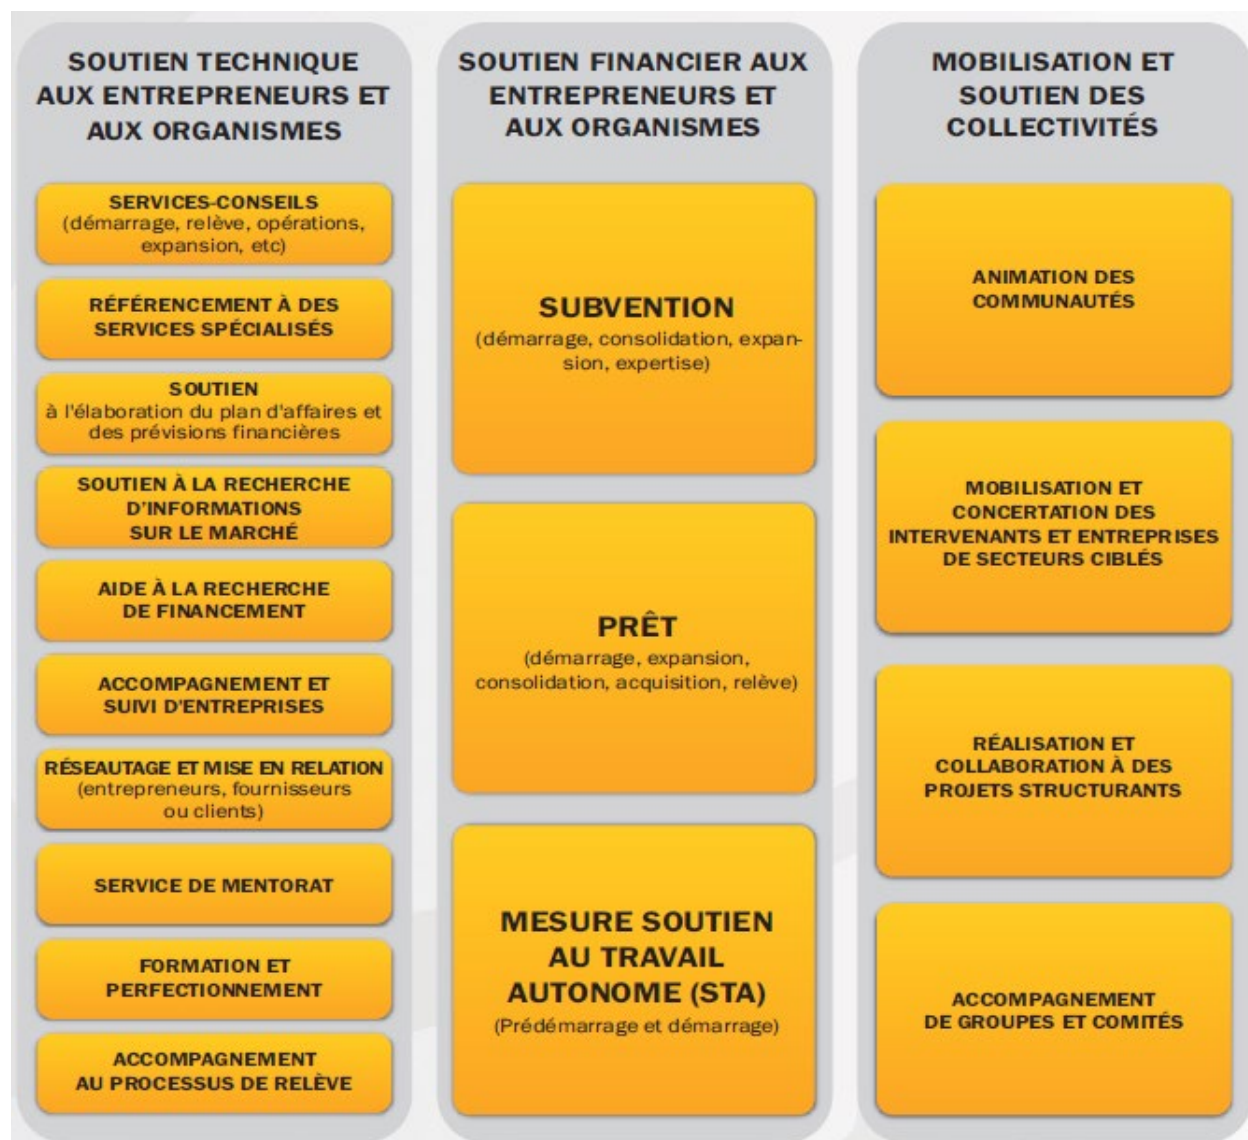 SOUTIEN TECHNIQUE
AUX ENTREPRENEURS ET
AUX ORGANISMES
SERVICES-CONSEILS
(démarrage, relève, opérations,
expansion, etc)
RÉFÉRENCEMENT À DES
SERVICES SPÉCIALISÉS
SOUTIEN
à l'élaboration du plan d'affaires et
des prévisions financières
SOUTIEN À LA RECHERCHE
D'INFORMATIONS
SUR LE MARCHÉ
AIDE À LA RECHERCHE
DE FINANCEMENT
ACCOMPAGNEMENT ET
SUIVI D'ENTREPRISES
RÉSEAUTAGE ET MISE EN RELATION
(entrepreneurs, fournisseurs
ou clients)
SERVICE DE MENTORAT
FORMATION ET
PERFECTIONNEMENT
ACCOMPAGNEMENT
AU PROCESSUS DE RELÈVE
SOUTIEN FINANCIER AUX
ENTREPRENEURS ET
AUX ORGANISMES
SUBVENTION
(démarrage, consolidation, expan-
sion, expertise)
PRÊT
(démarrage, expansion,
consolidation, acquisition, relève)
MESURE SOUTIEN
AU TRAVAIL
AUTONOME (STA)
(Prédémarrage et démarrage)
MOBILISATION ET
SOUTIEN DES
COLLECTIVITÉS
ANIMATION DES
COMMUNAUTÉS
MOBILISATION ET
CONCERTATION DES
INTERVENANTS ET ENTREPRISES
DE SECTEURS CIBLÉS
RÉALISATION ET
COLLABORATION À DES
PROJETS STRUCTURANTS
ACCOMPAGNEMENT
DE GROUPES ET COMITÉS